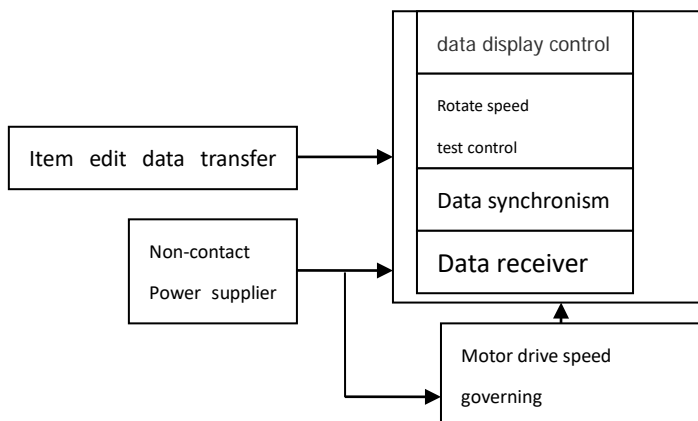 data display control
Rotate speed
test control
Item edit data transfer
Data synchronism
Non-contact
Power supplier
Data receiver
Motor drive speed
governing